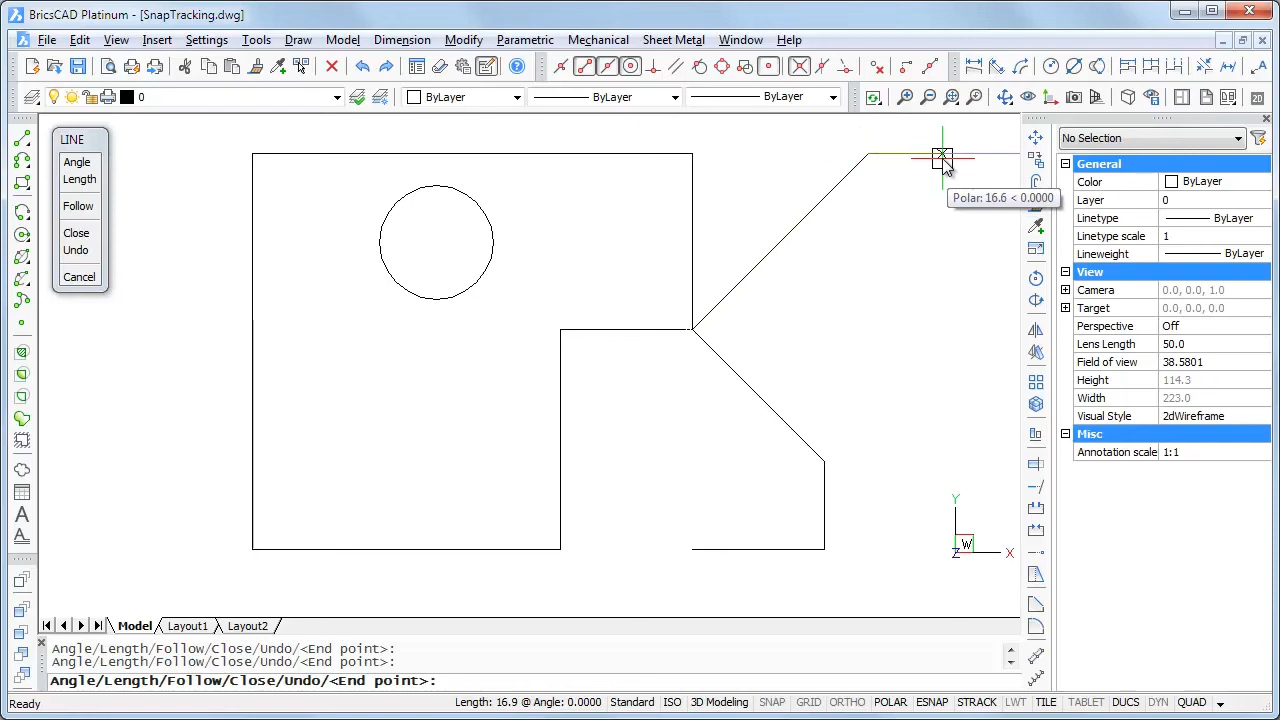 BricsCAD Platinum - [SnapTracking.dwg]
File Edit View Insert Settings Tools Draw Model Dimension Modify Parametric Mechanical Sheet Metal Window Help
0 ByLayer ByLayer ByLayer
2D
LINE
Angle
Length
Follow
Close
Undo
Cancel
Polar: 16.6 < 0.0000
Y
W
Z X
No Selection
General
Color ByLayer
Layer 0
Linetype ByLayer
Linetype scale 1
Lineweight ByLayer
View
Camera 0.0, 0.0, 1.0
Target 0.0, 0.0, 0.0
Perspective Off
Lens Length 50.0
Field of view 38.5801
Height 114.3
Width 223.0
Visual Style 2dWireframe
Misc
Annotation scale 1:1
Model Layout1 Layout2
Angle/Length/Follow/Close/Undo/<End point>:
Angle/Length/Follow/Close/Undo/<End point>:
Angle/Length/Follow/Close/Undo/<End point>:
Ready Length: 16.9 @ Angle: 0.0000 Standard ISO 3D Modeling SNAP GRID ORTHO POLAR ESNAP STRACK LWT TILE TABLET DUCS DYN QUAD